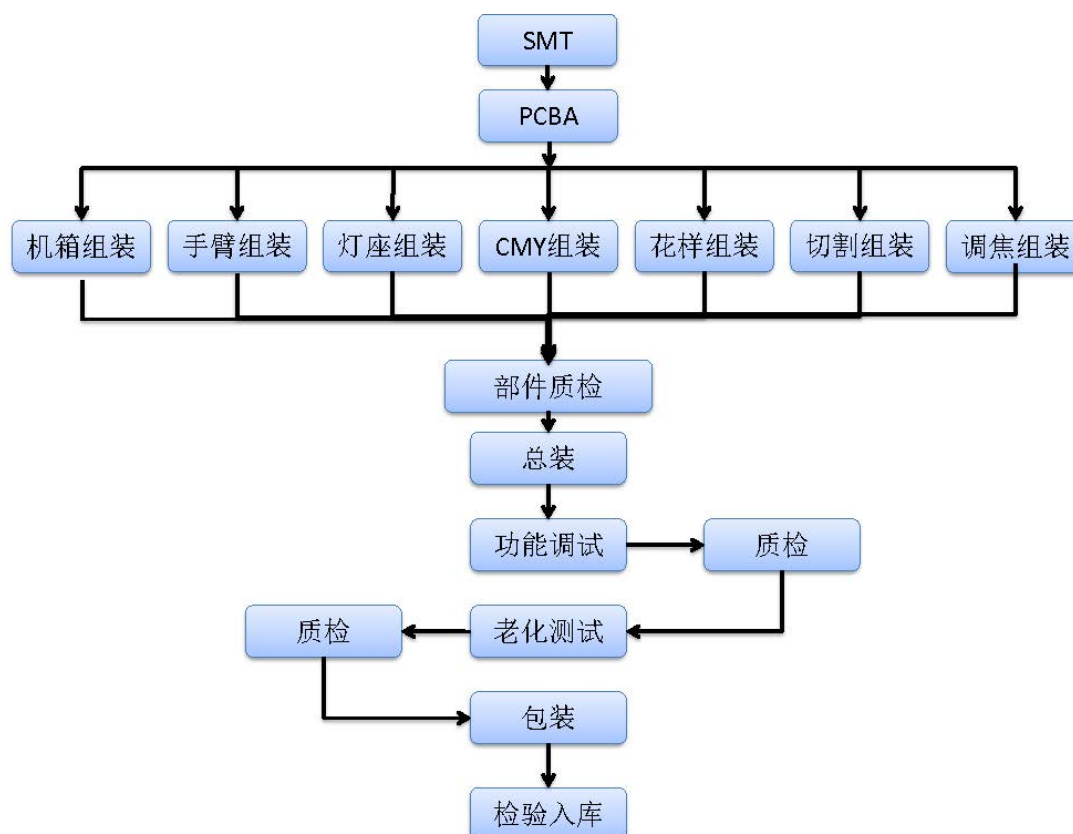 SMT
PCBA
机箱组装
手臂组装
灯座组装
CMY组装
花样组装
切割组装
调焦组装
部件质检
总装
功能调试
质检
老化测试
质检
包装
检验入库